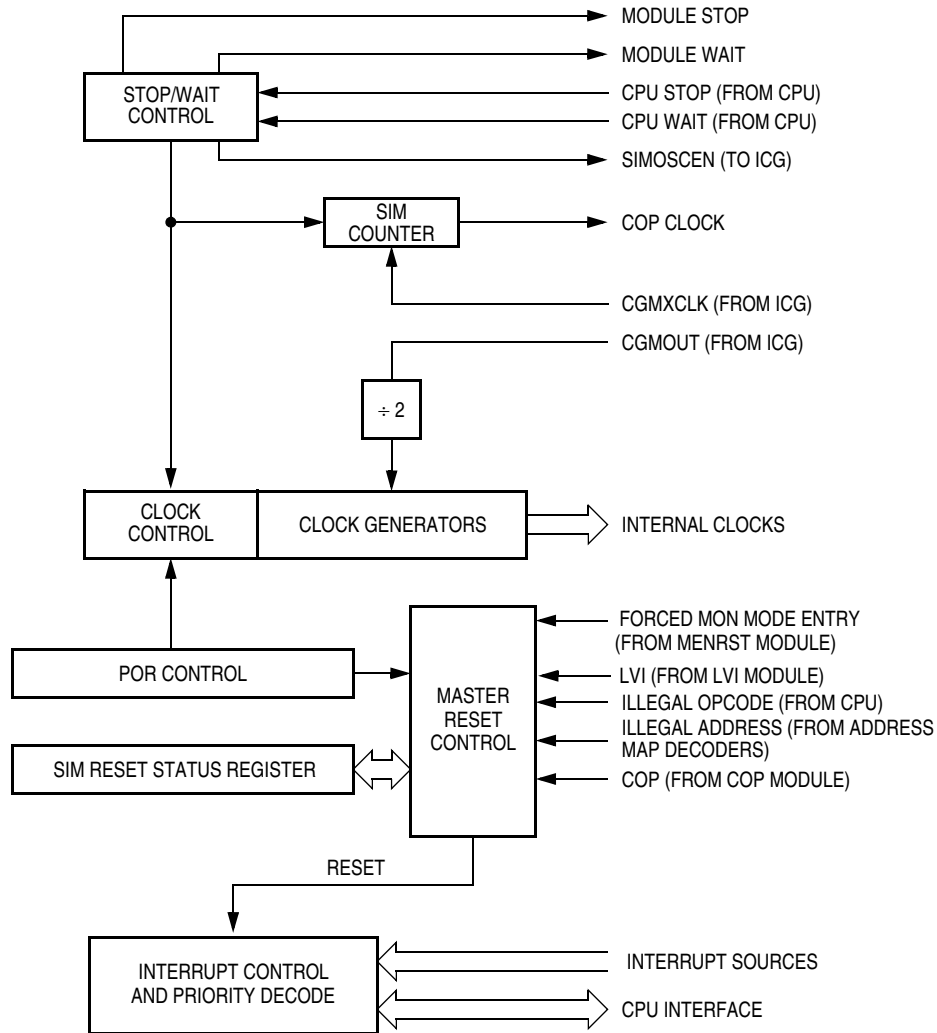 MODULE STOP
MODULE WAIT
STOP/WAIT
CONTROL
CPU STOP (FROM CPU)
CPU WAIT (FROM CPU)
SIMOSCEN (TO ICG)
SIM
COUNTER
COP CLOCK
CGMXCLK (FROM ICG)
CGMOUT (FROM ICG)
÷ 2
CLOCK
CONTROL
CLOCK GENERATORS
INTERNAL CLOCKS
FORCED MON MODE ENTRY
(FROM MENRST MODULE)
POR CONTROL
LVI (FROM LVI MODULE)
MASTER
RESET
CONTROL
ILLEGAL OPCODE (FROM CPU)
ILLEGAL ADDRESS (FROM ADDRESS
MAP DECODERS)
SIM RESET STATUS REGISTER
COP (FROM COP MODULE)
RESET
INTERRUPT CONTROL
AND PRIORITY DECODE
INTERRUPT SOURCES
CPU INTERFACE